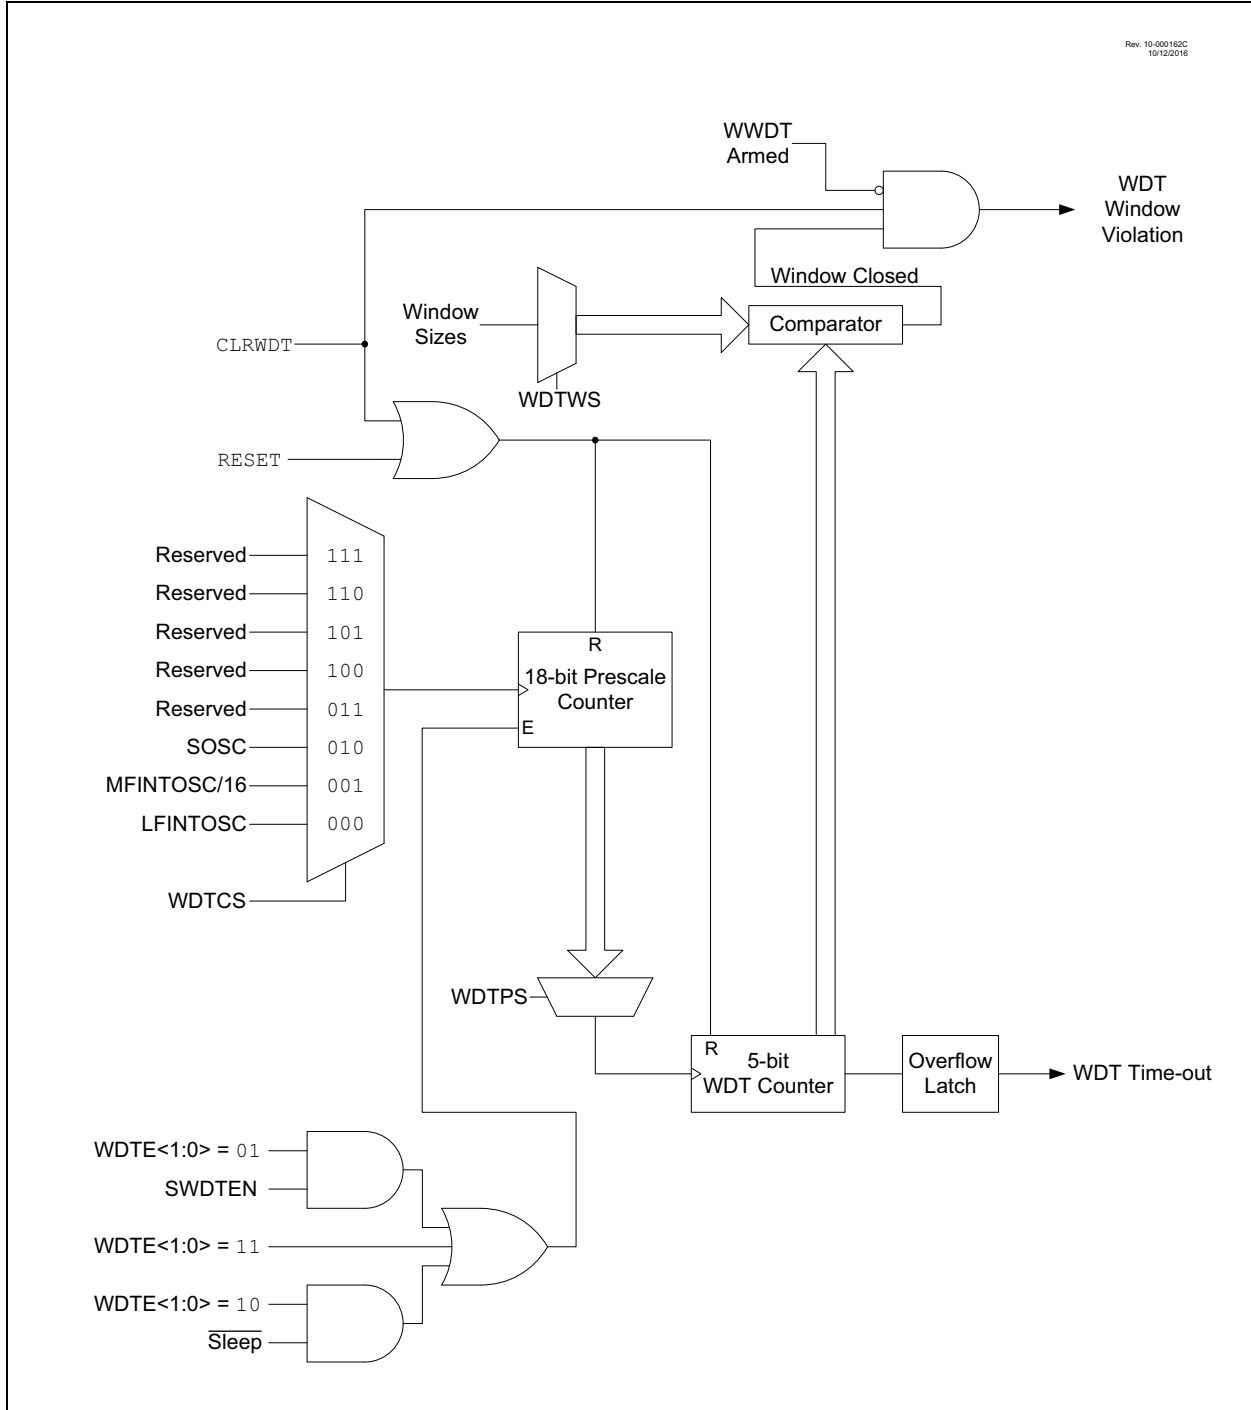 Rev. 10-000162C
10/12/2016
WWDT
Armed
WDT
Window
Violation
Window Closed
Window
Sizes
Comparator
CLRWDT
WDTWS
RESET
Reserved 111
Reserved 110
Reserved 101
Reserved 100
Reserved 011
SOSC 010
MFINTOSC/16 001
LFINTOSC 000
WDTCS
R
18-bit Prescale
Counter
E
WDTPS
R
5-bit
WDT Counter
Overflow
Latch
WDT Time-out
WDTE<1:0> = 01
SWDTEN
WDTE<1:0> = 11
WDTE<1:0> = 10
Sleep